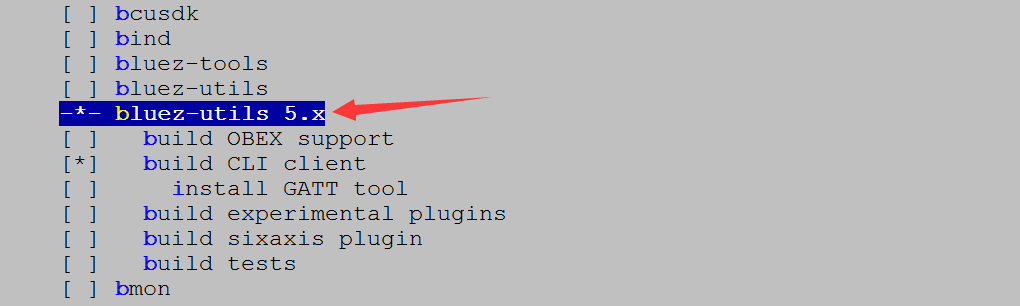 [ ] bcusdk
[ ] bind
[ ] bluez-tools
[ ] bluez-utils
-*- bluez-utils 5.x
[ ] build OBEX support
[*] build CLI client
[ ] install GATT tool
[ ] build experimental plugins
[ ] build sixaxis plugin
[ ] build tests
[ ] bmon